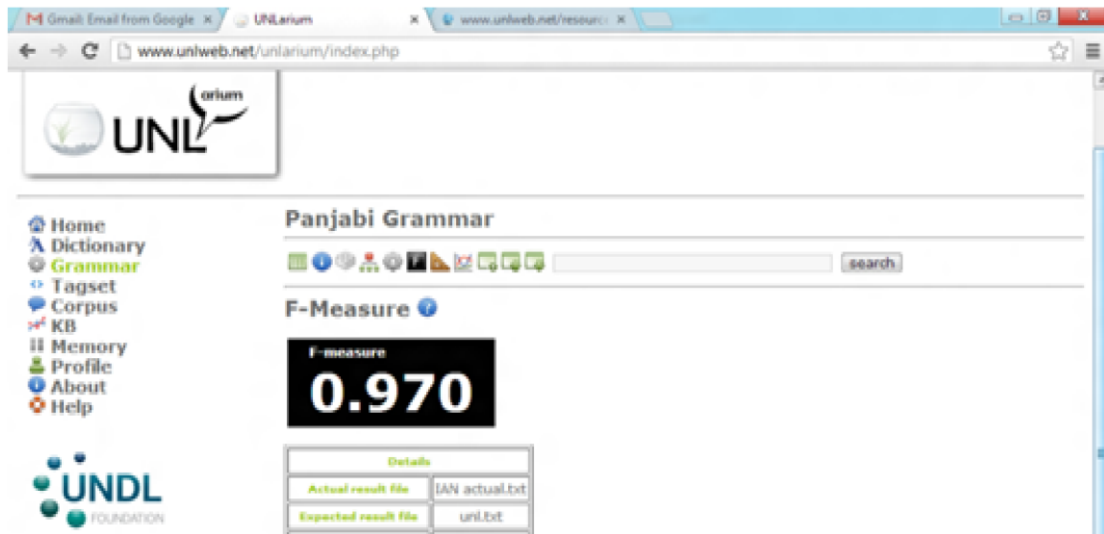 Gmail: Email from Google
UNLarium
www.unlweb.net/resourc
www.unlweb.net/unlarium/index.php
UNL arium
Home
Dictionary
Grammar
Tagset
Corpus
KB
Memory
Profile
About
Help
UNDL
FOUNDATION
Panjabi Grammar
search
F-Measure
F-measure
0.970
Details
Actual result file IAN actual.txt
Expected result file unl.txt